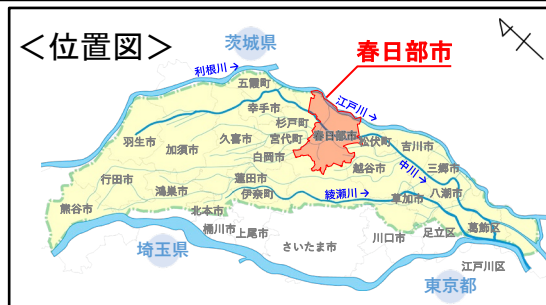 ＜位置図＞
茨城県
春日部市
利根川→
五霞町
江戸川→
幸手市
杉戸町
羽生市
久喜市
宮代町
春日部市
松伏町
加須市
吉川市
白岡市
越谷市
中川→
三郷市
行田市
蓮田市
鴻巣市
伊奈町
綾瀬川→
八潮市
草加市
熊谷市
北本市
桶川市
上尾市
さいたま市
川口市
足立区
葛飾区
埼玉県
江戸川区
東京都